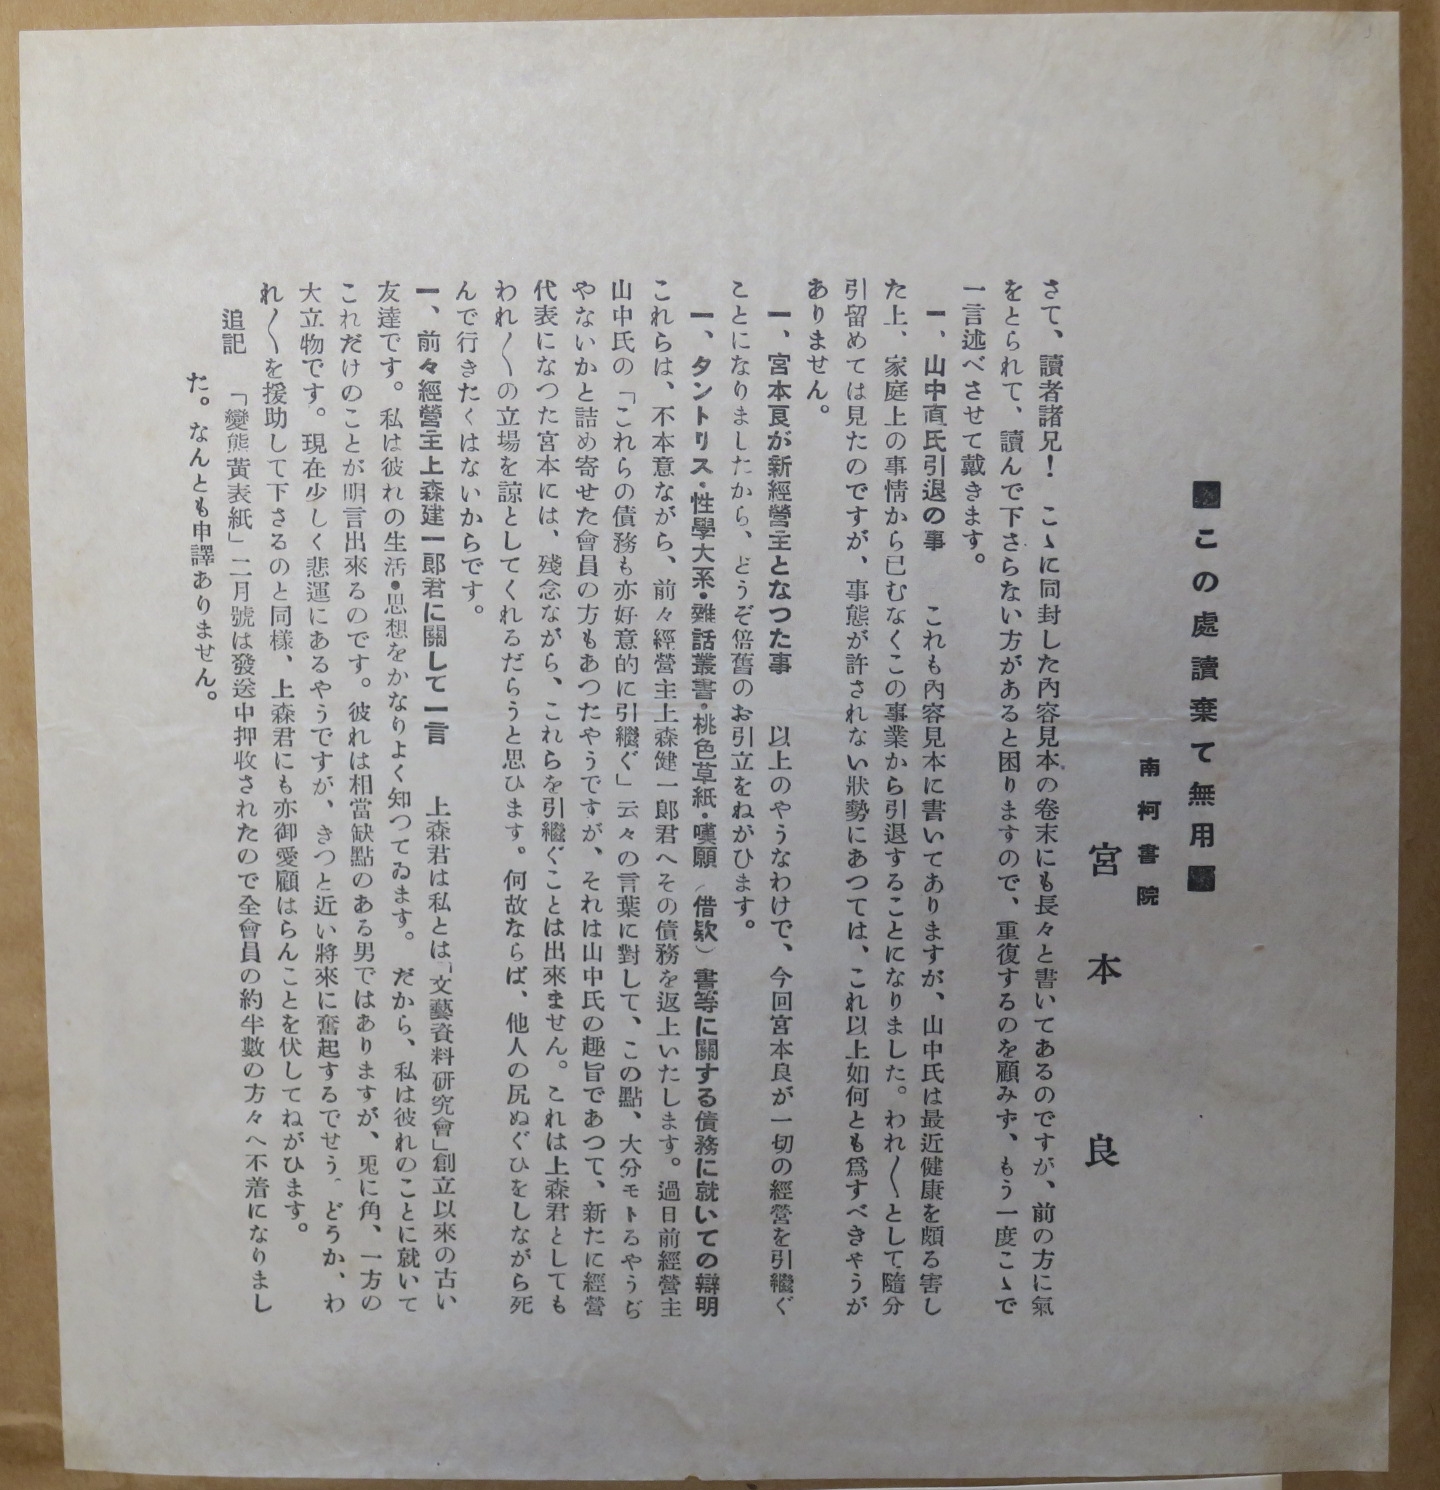 ■この處讀棄て無用■
南柯書院
宮本良
さて、讀者諸兄！ こゝに同封した內容見本の卷末にも長々と書いてあるのですが、前の方に氣
をとられて、讀んで下さらない方があると困りますので、重復するのを顧みず、もう一度こゝで
一言述べさせて戴きます。
一、山中直氏引退の事 これも內容見本に書いてありますが、山中氏は最近健康を頗る害し
た上、家庭上の事情から已むなくこの事業から引退することになりました。われ〳〵として隨分
引留めては見たのですが、事態が許されない狀勢にあつては、これ以上如何とも爲すべきやうが
ありません。
一、宮本良が新經營主となつた事 以上のやうなわけで、今回宮本良が一切の經營を引繼ぐ
ことになりましたから、どうぞ倍舊のお引立をねがひます。
一、タントリス・性學大系・雜話叢書・桃色草紙・嘆願（借欵）書等に關する債務に就いての辯明
これらは、不本意ながら、前々經營主上森健一郎君へその債務を返上いたします。過日前經營主
山中氏の「これらの債務も亦好意的に引繼ぐ」云々の言葉に對して、この點、大分モトるやうぢ
やないかと詰め寄せた會員の方もあつたやうですが、それは山中氏の趣旨であつて、新たに經營
代表になつた宮本には、殘念ながら、これらを引繼ぐことは出來ません。これは上森君としても
われ〳〵の立場を諒としてくれるだらうと思ひます。何故ならば、他人の尻ぬぐひをしながら死
んで行きたくはないからです。
一、前々經營主上森建一郎君に關して一言 上森君は私とは「文藝資料研究會」創立以來の古い
友達です。私は彼れの生活・思想をかなりよく知つてゐます。だから、私は彼れのことに就いて
これだけのことが明言出來るのです。彼れは相當缺點のある男ではありますが、兎に角、一方の
大立物です。現在少しく悲運にあるやうですが、きつと近い將來に奮起するでせう。どうか、わ
れ〳〵を援助して下さるのと同樣、上森君にも亦御愛顧はらんことを伏してねがひます。
追記 「變態黃表紙」二月號は發送中押收されたので全會員の約半數の方々へ不着になりまし
た。なんとも申譯ありません。